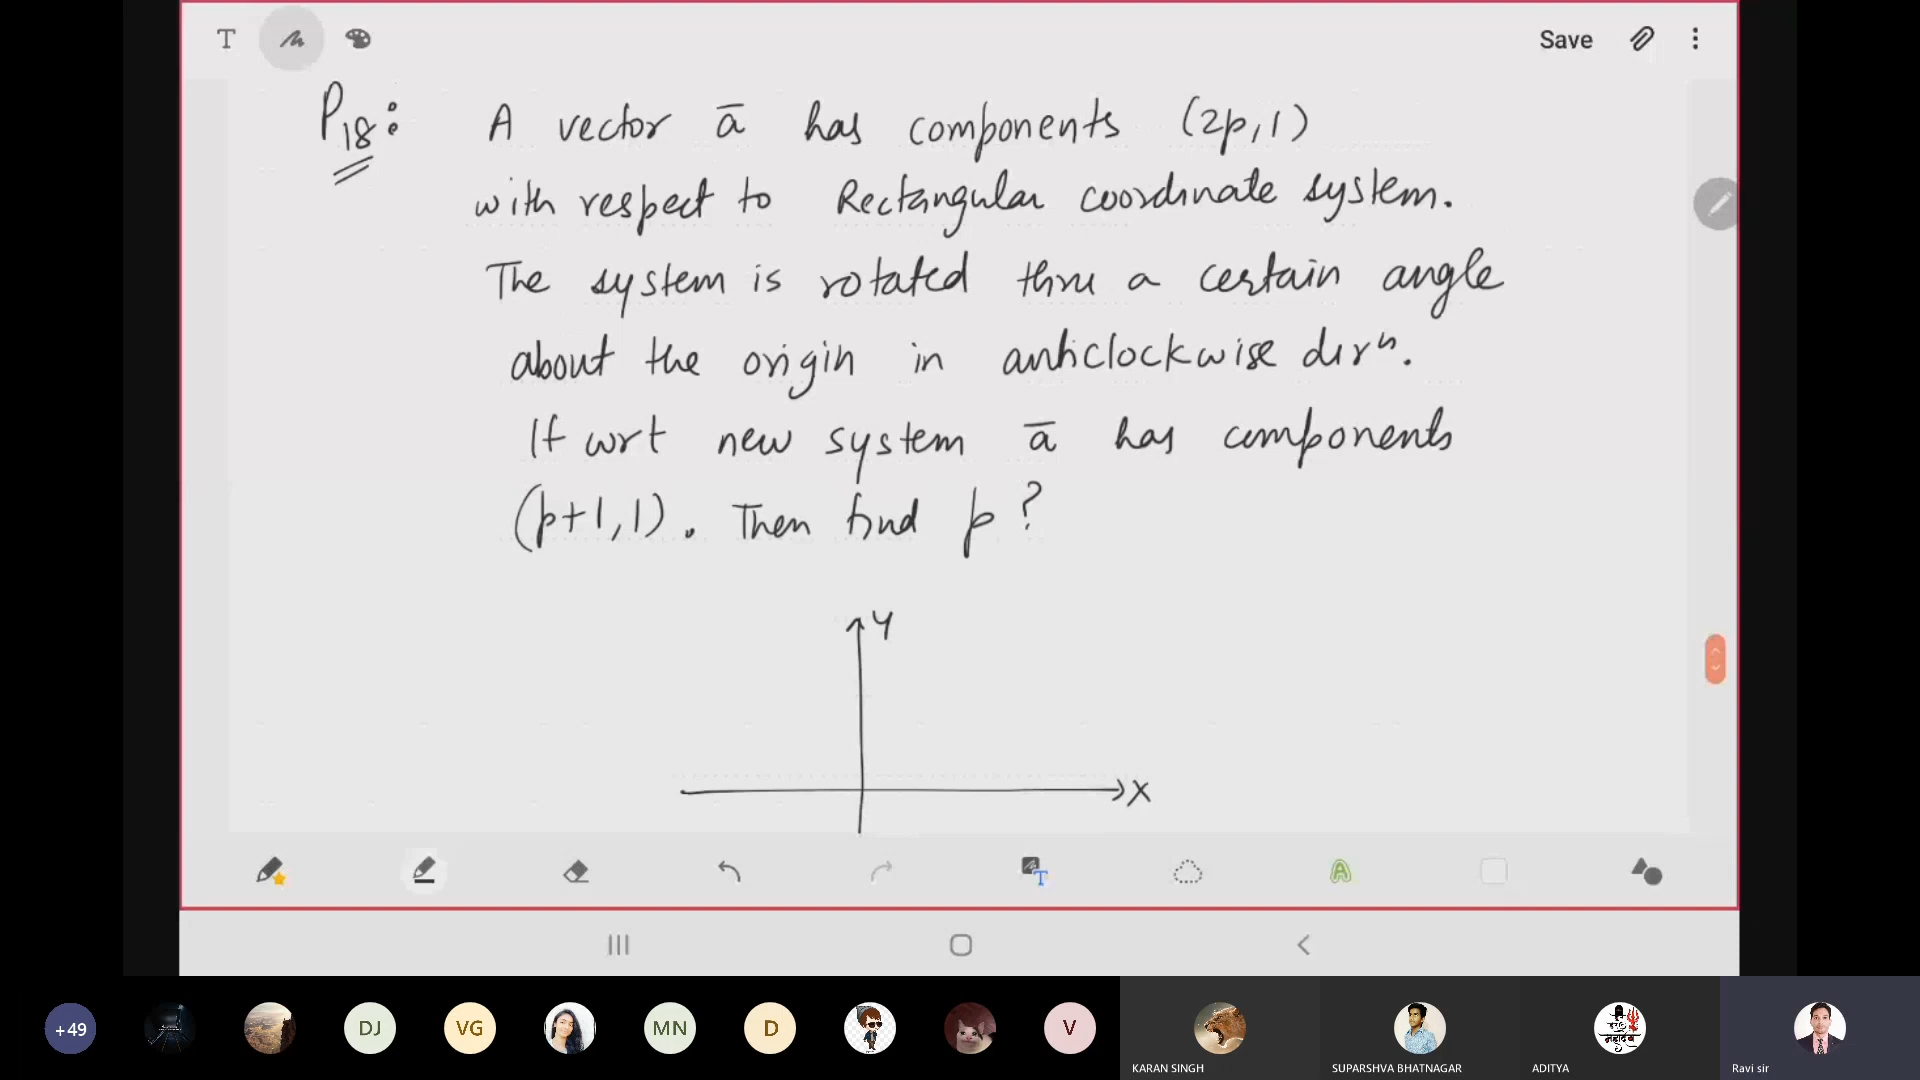 T
Save
P18: A vector a̅ has components (2p,1)
with respect to Rectangular coordinate system.
The system is rotated thru a certain angle
about the origin in anticlockwise dirⁿ.
If wrt new system a̅ has components
(p+1,1). Then find p?
Y
X
T
A
+49
DJ
VG
MN
D
V
KARAN SINGH
SUPARSHVA BHATNAGAR
ADITYA
Ravi sir